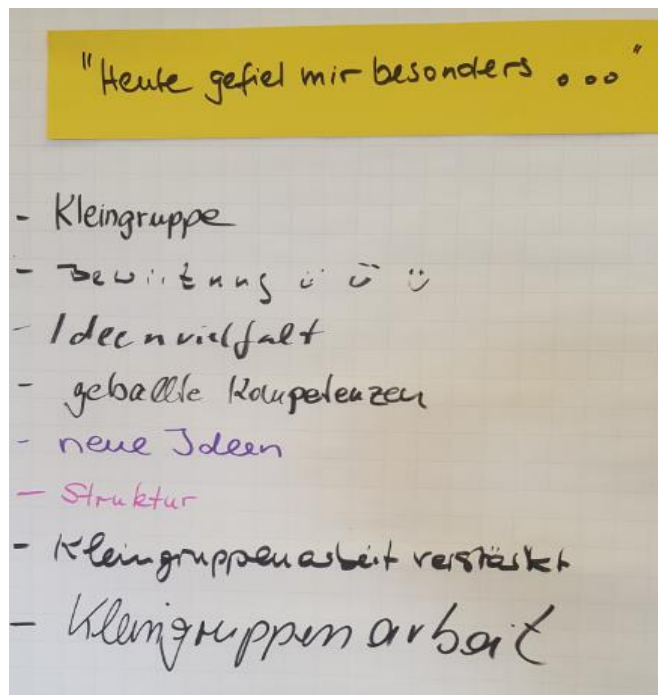 "Heute gefiel mir besonders ..."
- Kleingruppe
- Bewirtung ü ü ü
- Ideenvielfalt
- geballte Kompetenzen
- neue Ideen
- Struktur
- Kleingruppenarbeit verstärkt
- Kleingruppenarbeit